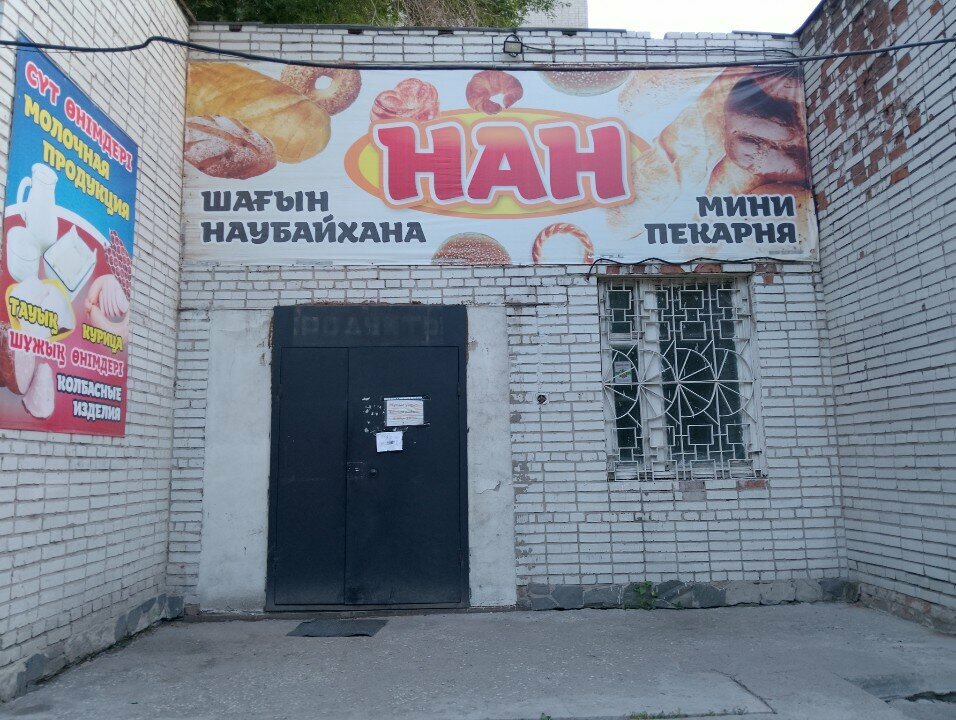 СҮТ ӨНІМДЕРІ
МОЛОЧНАЯ
ПРОДУКЦИЯ
ТАУЫҚ
КУРИЦА
ШҰЖЫҚ ӨНІМДЕРІ
КОЛБАСНЫЕ
ИЗДЕЛИЯ
НАН
ШАҒЫН
НАУБАЙХАНА
МИНИ
ПЕКАРНЯ